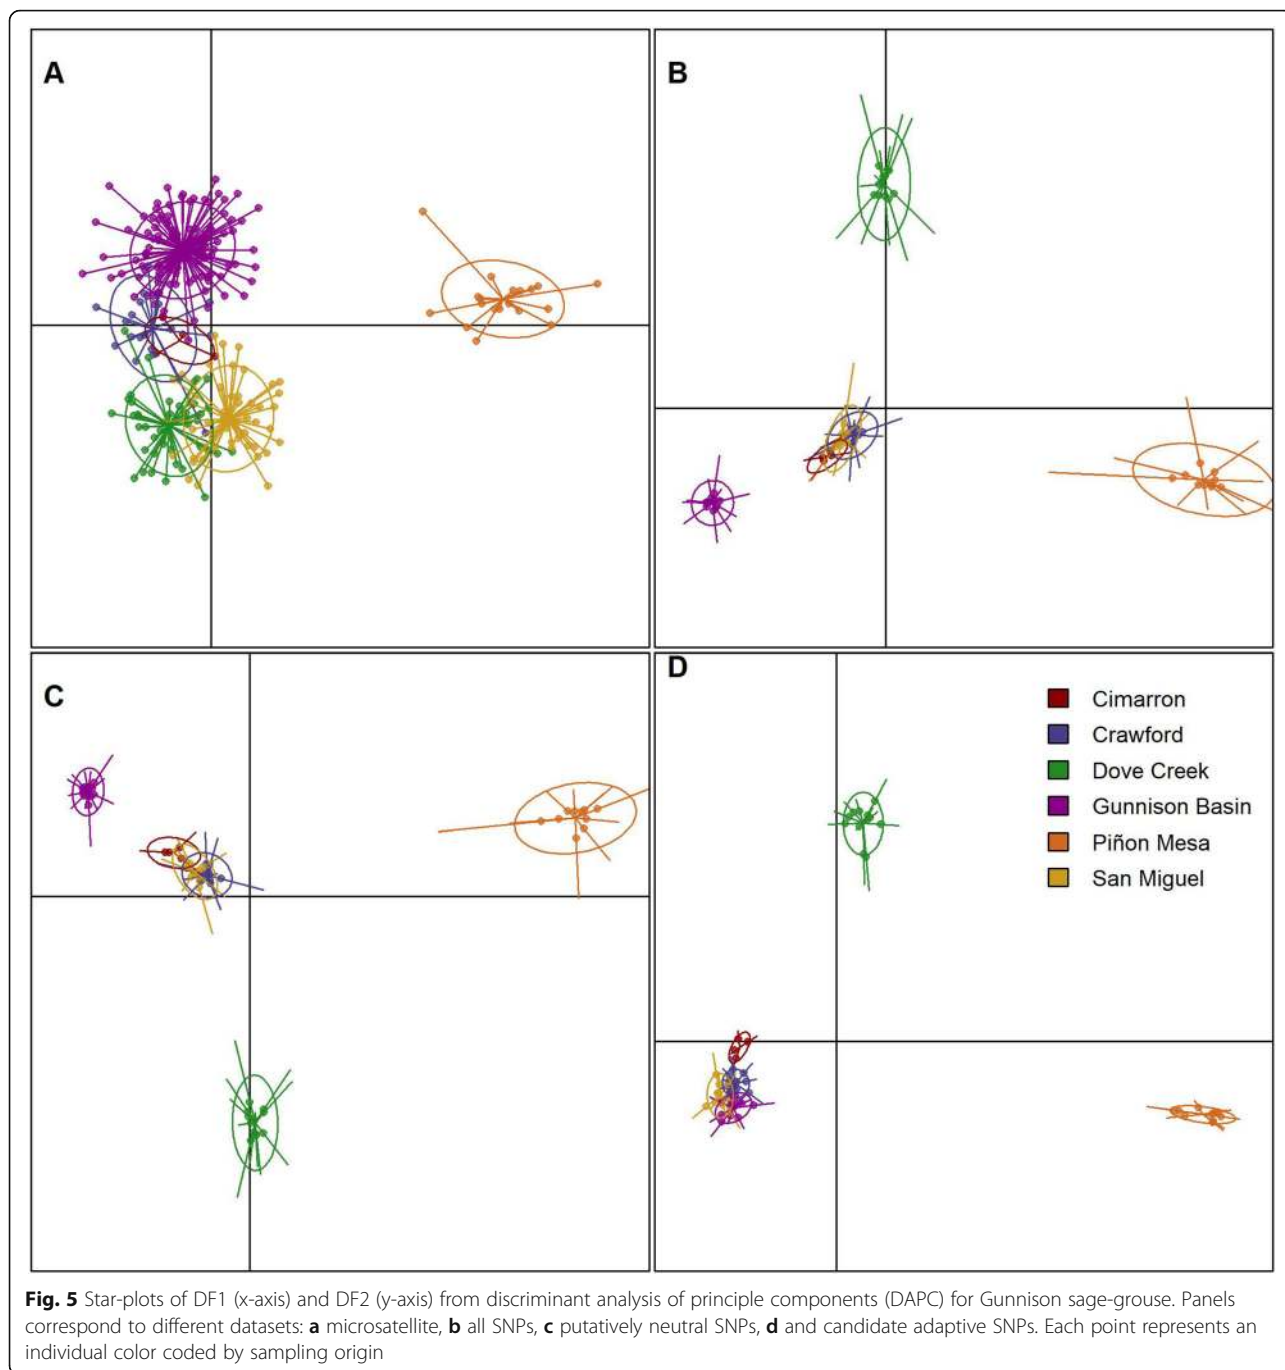 A
B
C
D
Cimarron
Crawford
Dove Creek
Gunnison Basin
Piñon Mesa
San Miguel
Fig. 5 Star-plots of DF1 (x-axis) and DF2 (y-axis) from discriminant analysis of principle components (DAPC) for Gunnison sage-grouse. Panels
correspond to different datasets: a microsatellite, b all SNPs, c putatively neutral SNPs, d and candidate adaptive SNPs. Each point represents an
individual color coded by sampling origin